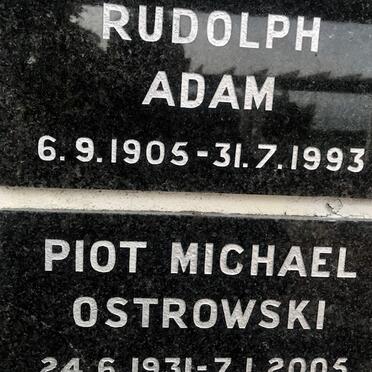 RUDOLPH
ADAM
6.9.1905-31.7.1993
PIOT MICHAEL
OSTROWSKI
24.6.1931-7.1.2005